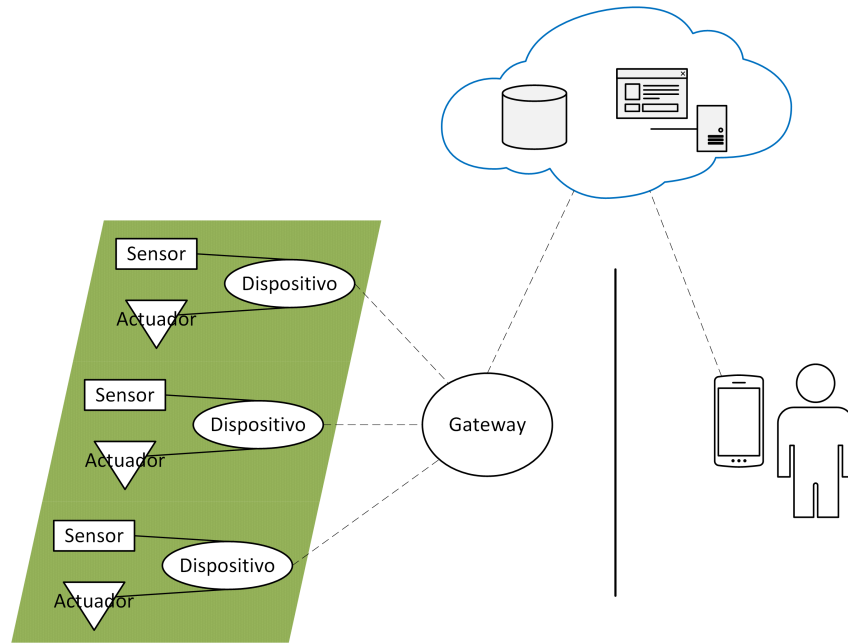 Sensor
Dispositivo
Actuador
Sensor
Dispositivo
Actuador
Gateway
Sensor
Dispositivo
Actuador